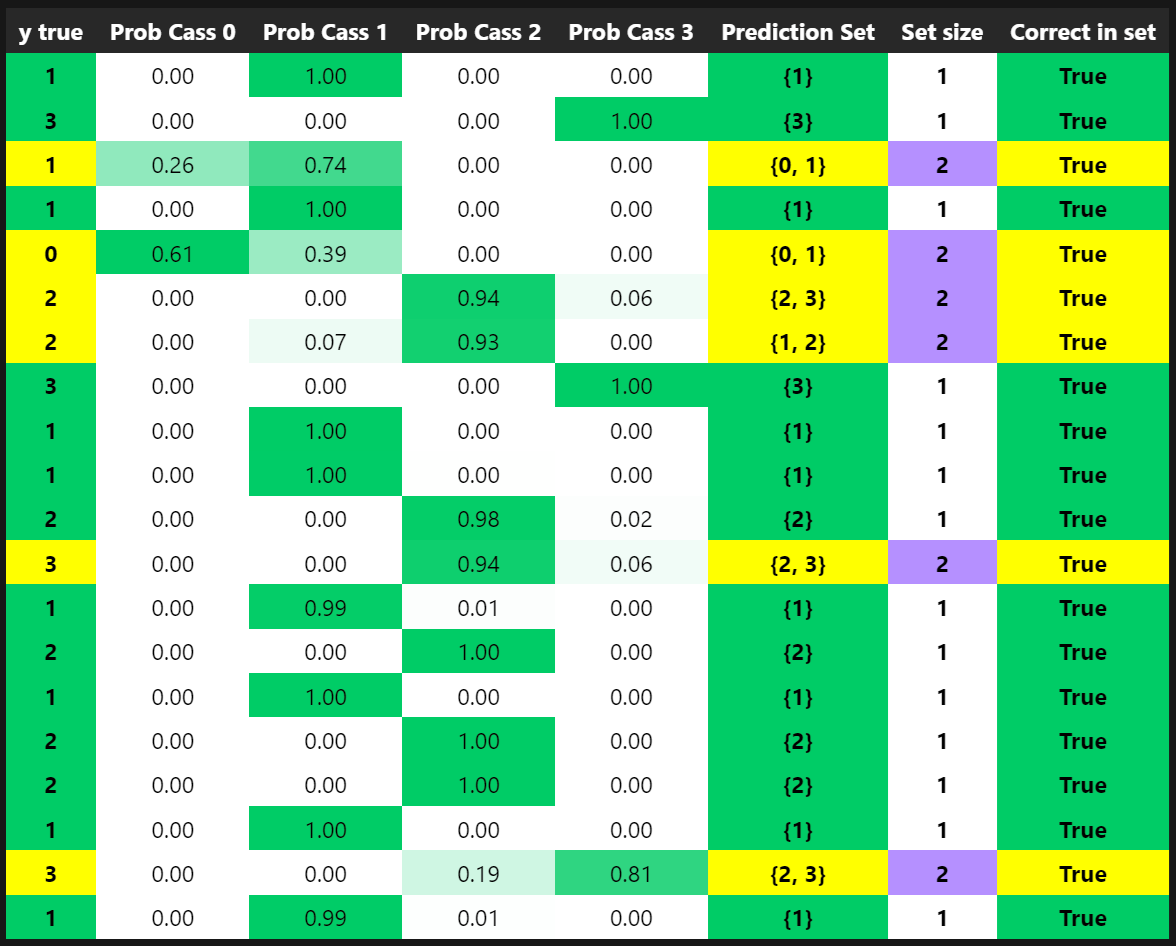 y true Prob Cass 0 Prob Cass 1 Prob Cass 2 Prob Cass 3 Prediction Set Set size Correct in set
1 0.00 1.00 0.00 0.00 {1} 1 True
3 0.00 0.00 0.00 1.00 {3} 1 True
1 0.26 0.74 0.00 0.00 {0, 1} 2 True
1 0.00 1.00 0.00 0.00 {1} 1 True
0 0.61 0.39 0.00 0.00 {0, 1} 2 True
2 0.00 0.00 0.94 0.06 {2, 3} 2 True
2 0.00 0.07 0.93 0.00 {1, 2} 2 True
3 0.00 0.00 0.00 1.00 {3} 1 True
1 0.00 1.00 0.00 0.00 {1} 1 True
1 0.00 1.00 0.00 0.00 {1} 1 True
2 0.00 0.00 0.98 0.02 {2} 1 True
3 0.00 0.00 0.94 0.06 {2, 3} 2 True
1 0.00 0.99 0.01 0.00 {1} 1 True
2 0.00 0.00 1.00 0.00 {2} 1 True
1 0.00 1.00 0.00 0.00 {1} 1 True
2 0.00 0.00 1.00 0.00 {2} 1 True
2 0.00 0.00 1.00 0.00 {2} 1 True
1 0.00 1.00 0.00 0.00 {1} 1 True
3 0.00 0.00 0.19 0.81 {2, 3} 2 True
1 0.00 0.99 0.01 0.00 {1} 1 True